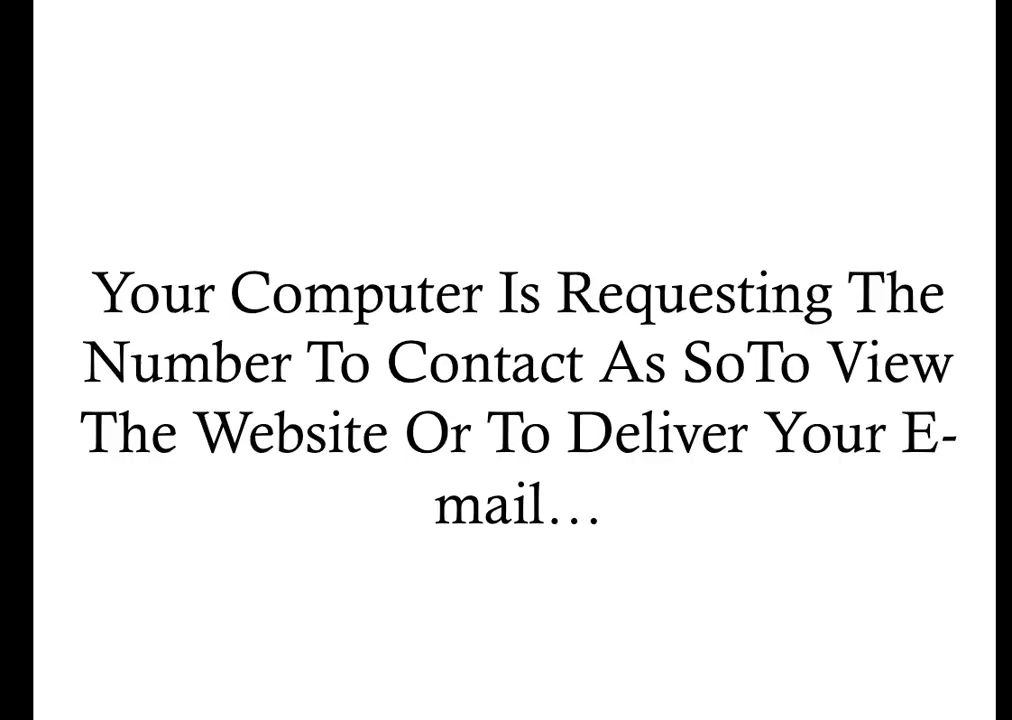 Your Computer Is Requesting The
Number To Contact As SoTo View
The Website Or To Deliver Your E-
mail…